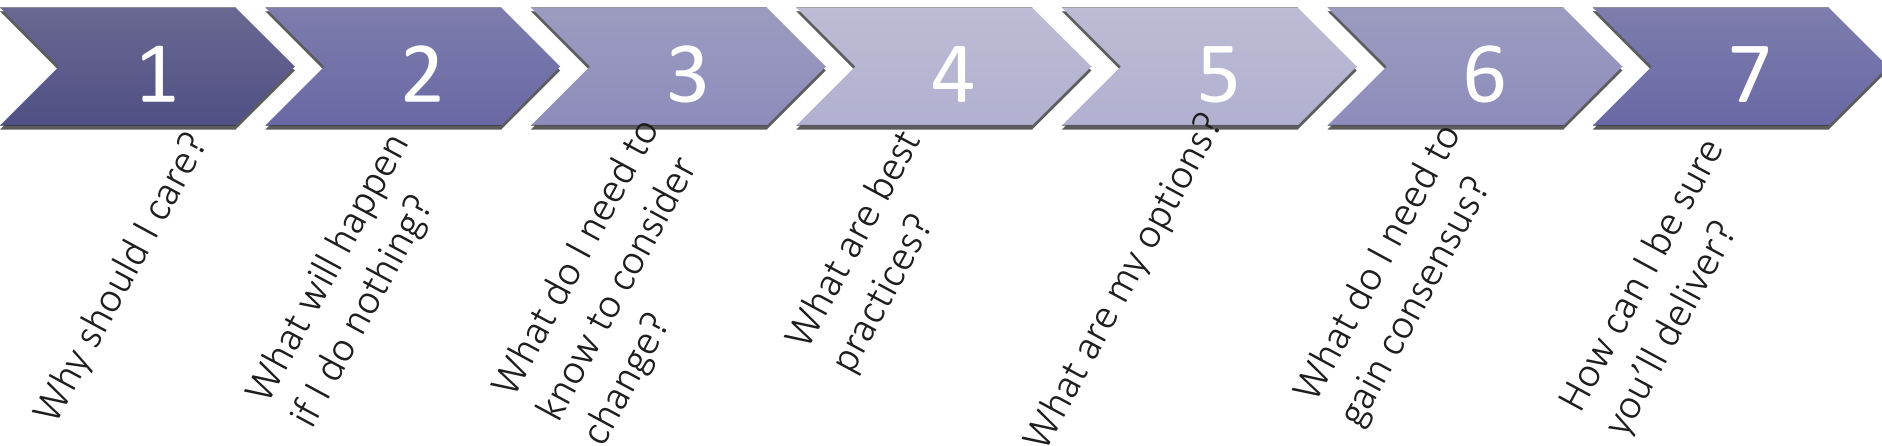 1
2
3
4
5
6
7
Why should I care?
What will happen
if I do nothing?
What do I need to
know to consider
change?
What are best
practices?
What are my options?
What do I need to
gain consensus?
How can I be sure
you'll deliver?